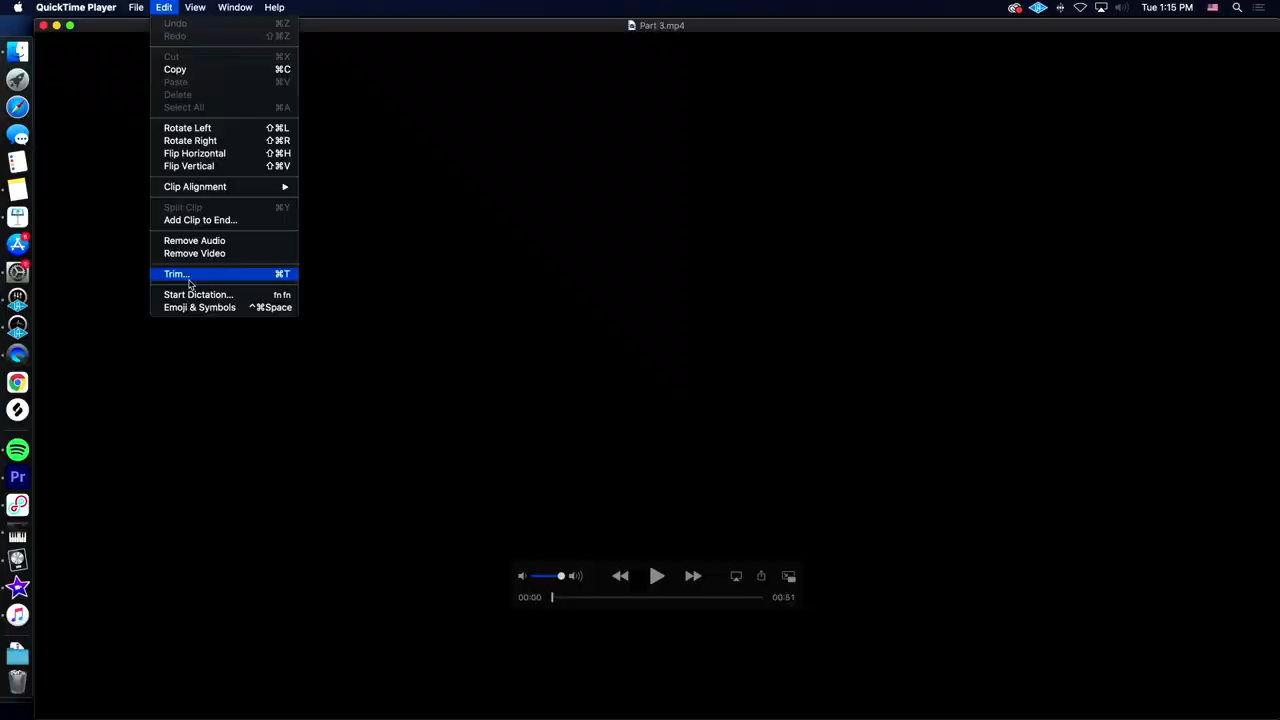 QuickTime Player File Edit View Window Help Tue 1:15 PM
Part 3.mp4
Undo ⌘Z
Redo ⇧⌘Z
Cut ⌘X
Copy ⌘C
Paste ⌘V
Delete
Select All ⌘A
Rotate Left ⇧⌘L
Rotate Right ⇧⌘R
Flip Horizontal ⇧⌘H
Flip Vertical ⇧⌘V
Clip Alignment
Split Clip ⌘Y
Add Clip to End...
Remove Audio
Remove Video
Trim... ⌘T
Start Dictation... fn fn
Emoji & Symbols ^⌘Space
Pr
00:00 00:51